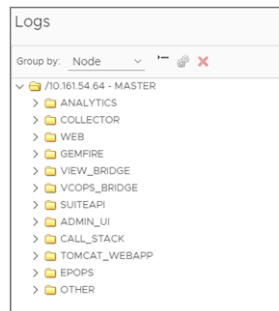 Logs
Group by: Node
/10.161.54.64 - MASTER
ANALYTICS
COLLECTOR
WEB
GEMFIRE
VIEW_BRIDGE
VCOPS_BRIDGE
SUITEAPI
ADMIN_UI
CALL_STACK
TOMCAT_WEBAPP
EPOPS
OTHER